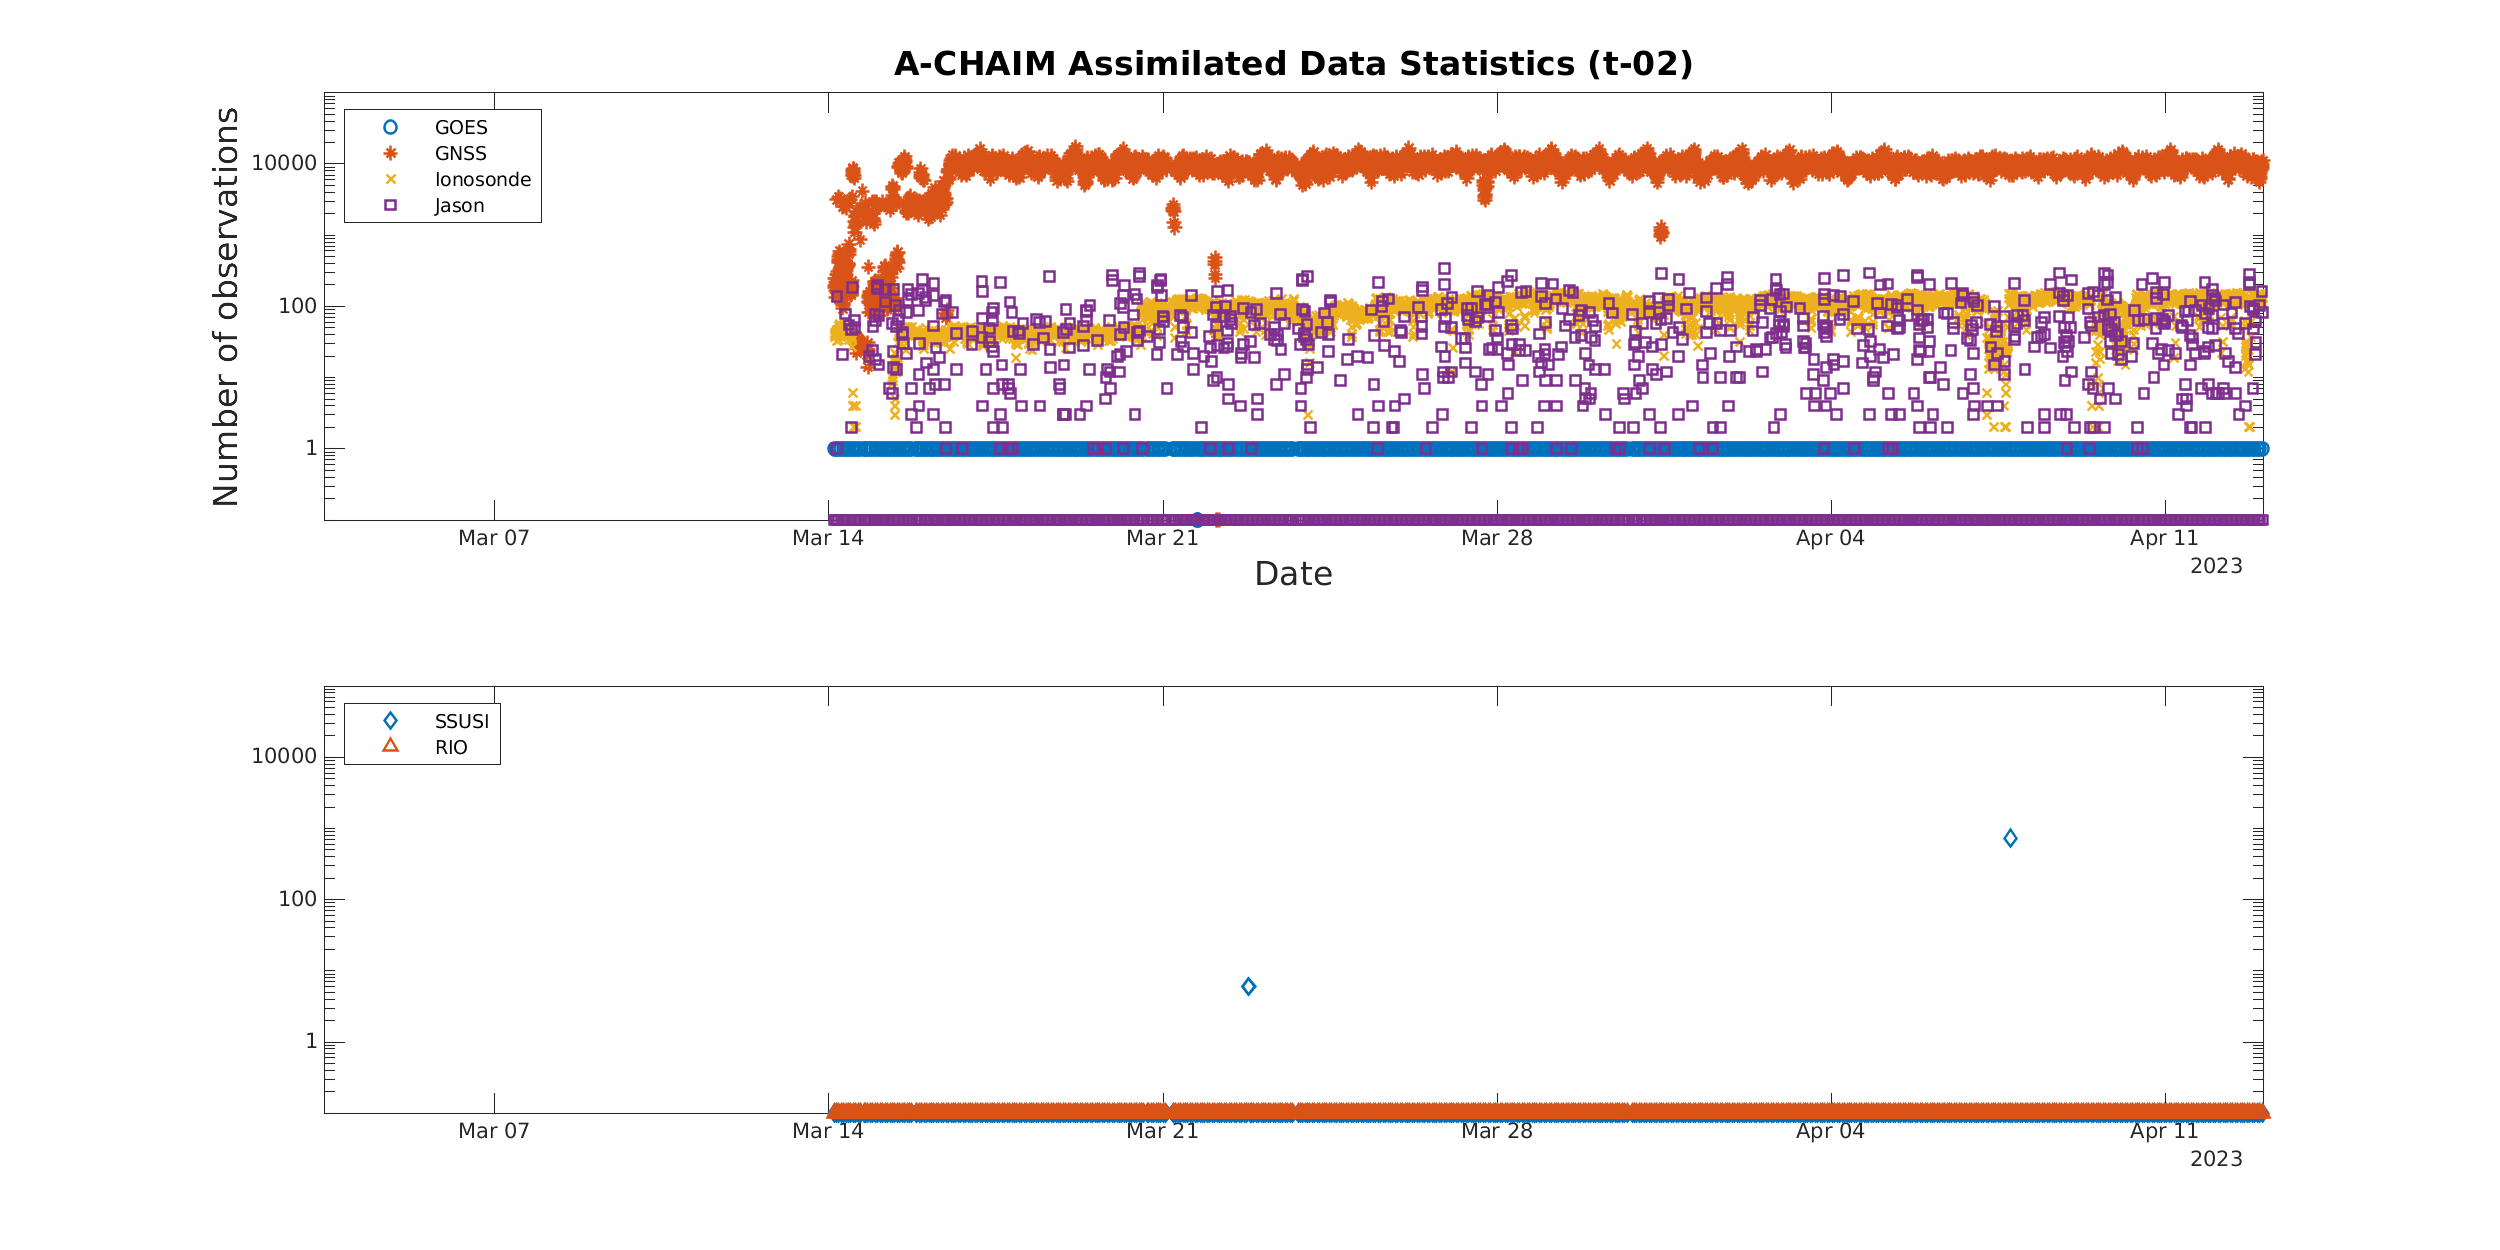 A-CHAIM Assimilated Data Statistics (t-02)
Number of observations
10000
100
1
GOES
GNSS
Ionosonde
Jason
Mar 07
Mar 14
Mar 21
Mar 28
Apr 04
Apr 11
2023
Date
10000
100
1
SSUSI
RIO
Mar 07
Mar 14
Mar 21
Mar 28
Apr 04
Apr 11
2023